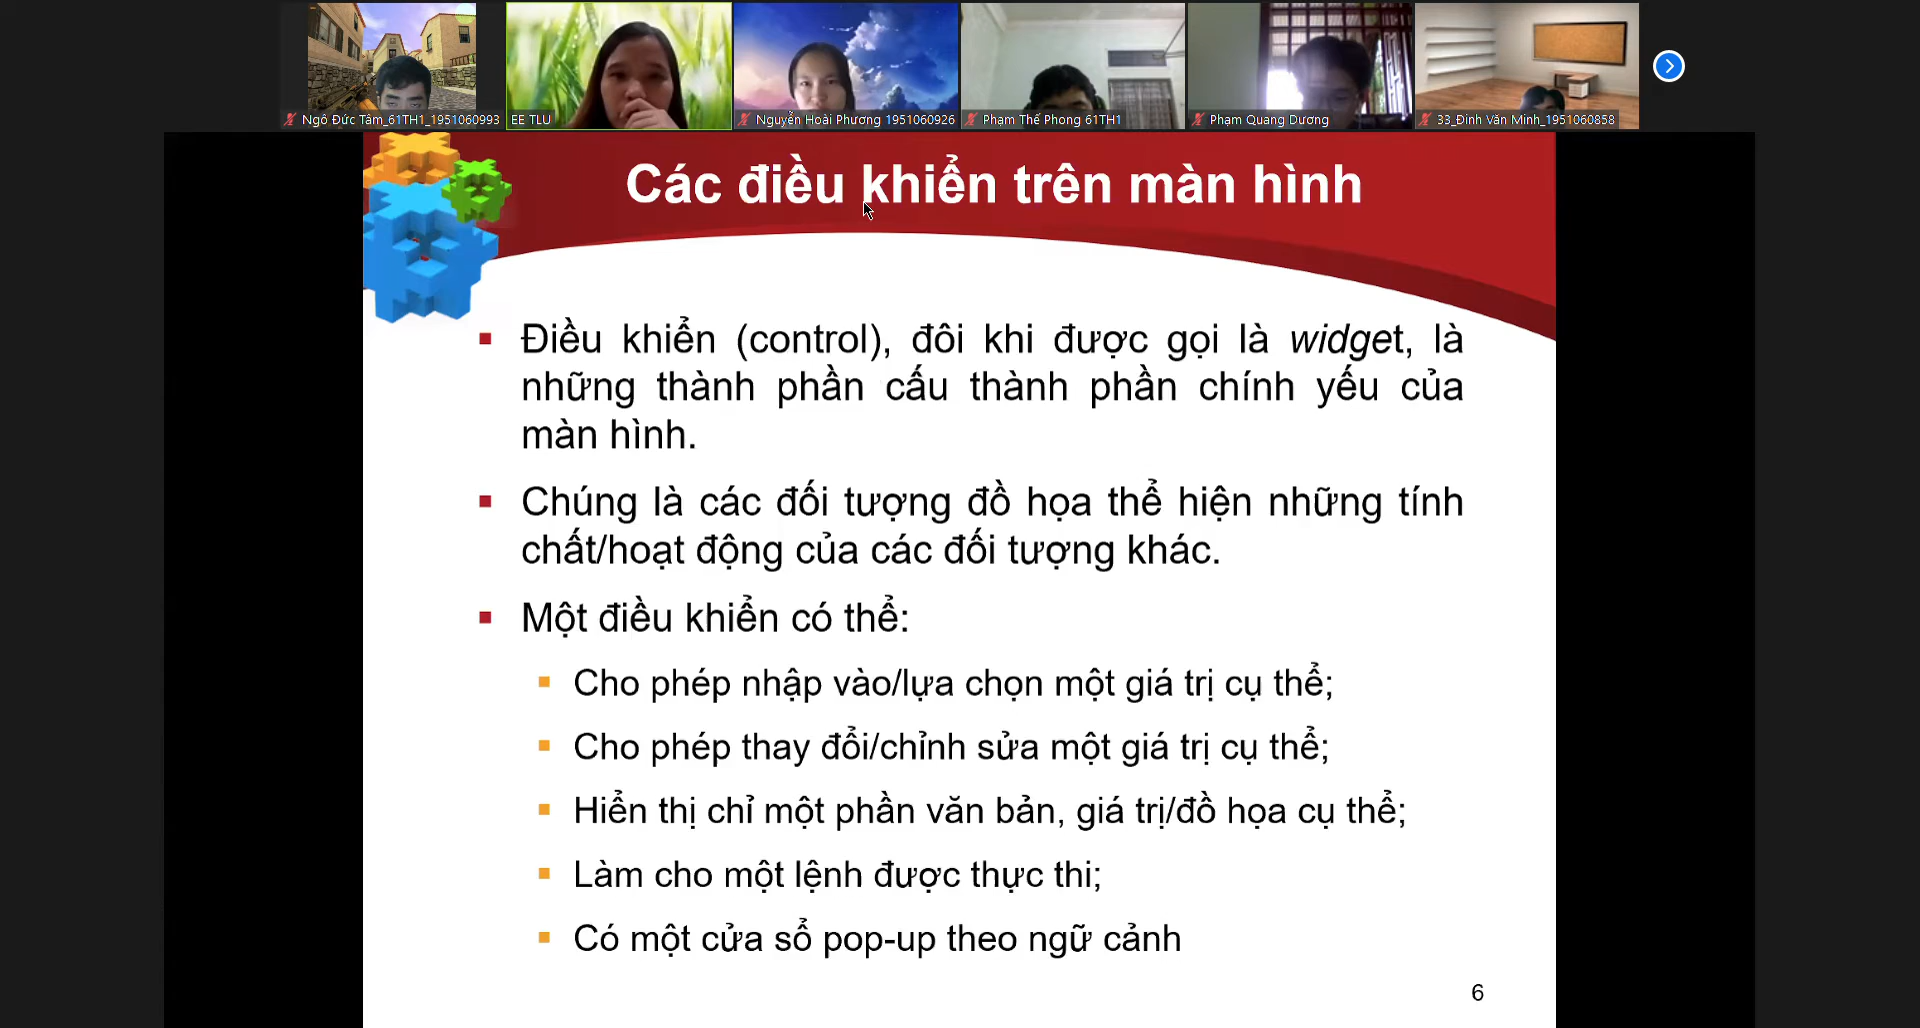 Ngô Đức Tâm_61TH1_1951060993
EE TLU
Nguyễn Hoài Phương 1951060926
Phạm Thế Phong 61TH1
Phạm Quang Dương
33_Đinh Văn Minh_1951060858
Các điều khiển trên màn hình
Điều khiển (control), đôi khi được gọi là widget, là
những thành phần cấu thành phần chính yếu của
màn hình.
Chúng là các đối tượng đồ họa thể hiện những tính
chất/hoạt động của các đối tượng khác.
Một điều khiển có thể:
Cho phép nhập vào/lựa chọn một giá trị cụ thể;
Cho phép thay đổi/chỉnh sửa một giá trị cụ thể;
Hiển thị chỉ một phần văn bản, giá trị/đồ họa cụ thể;
Làm cho một lệnh được thực thi;
Có một cửa sổ pop-up theo ngữ cảnh
6